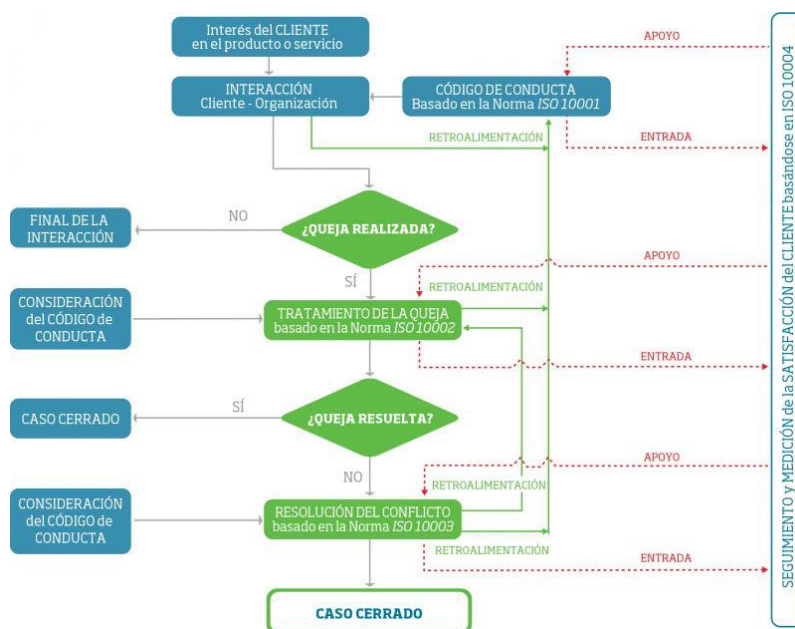 Interés del CLIENTE
en el producto o servicio
APOYO
INTERACCIÓN
Cliente - Organización
CÓDIGO DE CONDUCTA
Basado en la Norma ISO 10001
RETROALIMENTACIÓN
ENTRADA
NO
¿QUEJA REALIZADA?
FINAL DE LA
INTERACCIÓN
SÍ
APOYO
RETROALIMENTACIÓN
CONSIDERACIÓN
del CÓDIGO de
CONDUCTA
TRATAMIENTO DE LA QUEJA
basado en la Norma ISO 10002
ENTRADA
SÍ
CASO CERRADO
¿QUEJA RESUELTA?
NO
APOYO
RETROALIMENTACIÓN
CONSIDERACIÓN
del CÓDIGO de
CONDUCTA
RESOLUCIÓN DEL CONFLICTO
basado en la Norma ISO 10003
RETROALIMENTACIÓN
ENTRADA
CASO CERRADO
SEGUIMIENTO y MEDICIÓN de la SATISFACCIÓN del CLIENTE basándose en ISO 10004